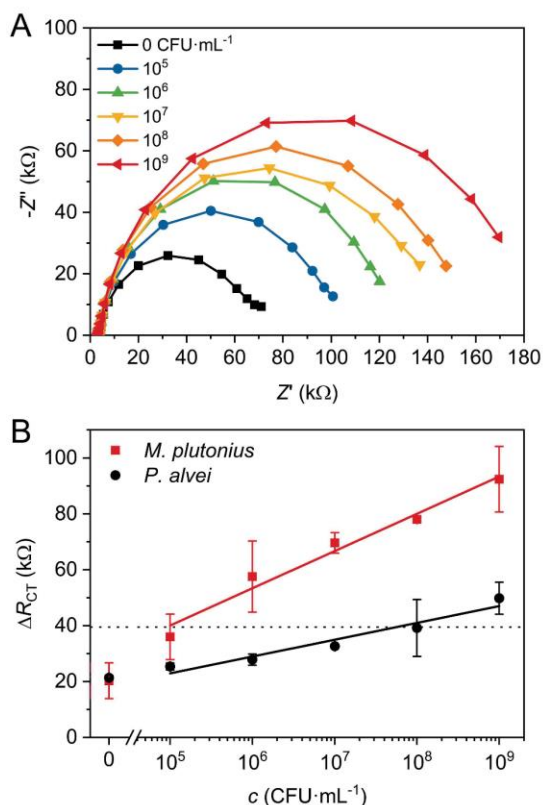 A
0 CFU·mL⁻¹
10⁵
10⁶
10⁷
10⁸
10⁹
100
80
60
40
20
0
-Z" (kΩ)
0 20 40 60 80 100 120 140 160 180
Z' (kΩ)
B
M. plutonius
P. alvei
100
80
60
40
20
0
ΔR_CT (kΩ)
0 10⁵ 10⁶ 10⁷ 10⁸ 10⁹
c (CFU·mL⁻¹)